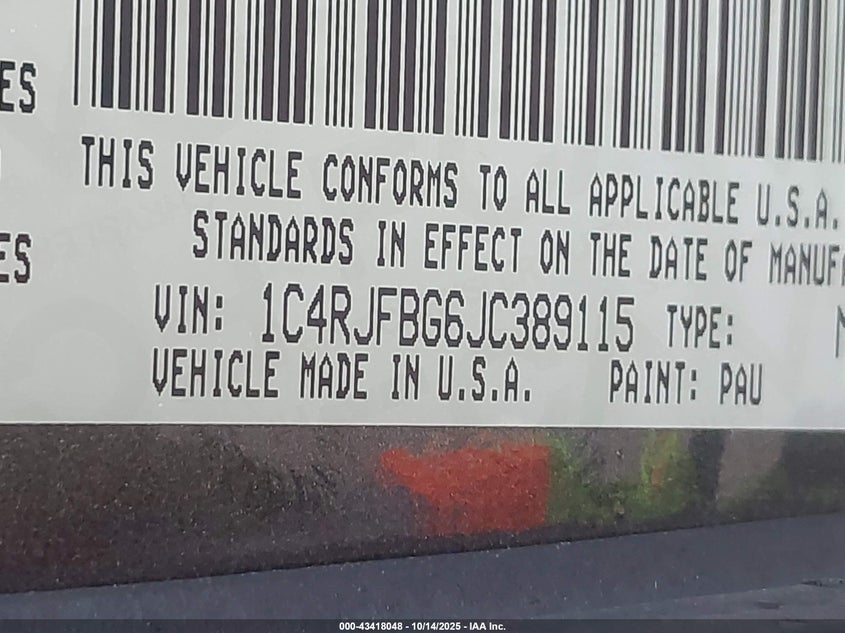 ES
THIS VEHICLE CONFORMS TO ALL APPLICABLE U.S.A.
STANDARDS IN EFFECT ON THE DATE OF MANUFA
ES
VIN: 1C4RJFBG6JC389115 TYPE: M
VEHICLE MADE IN U.S.A. PAINT: PAU
000-43418048 - 10/14/2025 - IAA Inc.